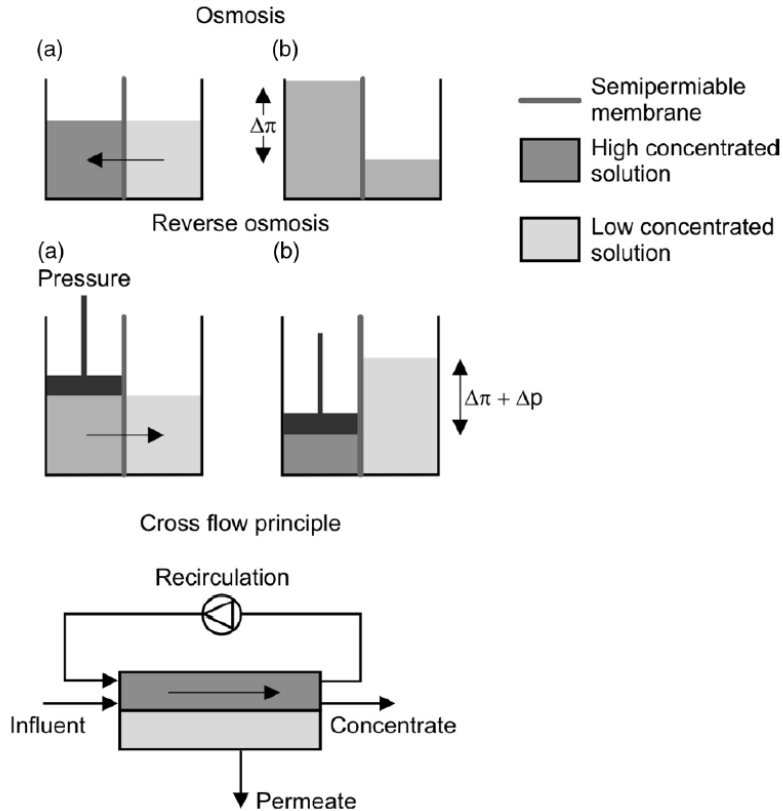 Osmosis
(a)
(b)
Δπ
Semipermiable
membrane
High concentrated
solution
Low concentrated
solution
Reverse osmosis
(a)
(b)
Pressure
Δπ + Δp
Cross flow principle
Recirculation
Influent
Concentrate
Permeate